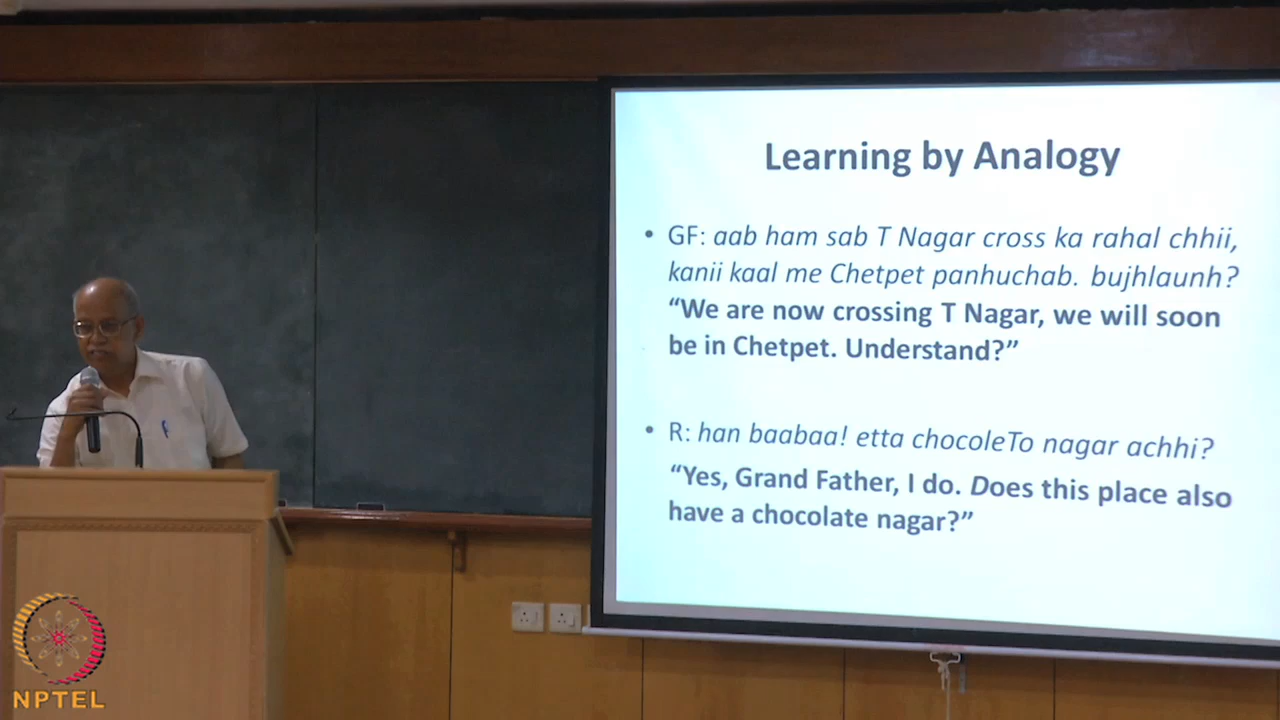 Learning by Analogy
• GF: aab ham sab T Nagar cross ka rahal chhii,
kanii kaal me Chetpet panhuchab. bujhlaunh?
“We are now crossing T Nagar, we will soon
be in Chetpet. Understand?”
• R: han baabaa! etta chocoleTo nagar achhi?
“Yes, Grand Father, I do. Does this place also
have a chocolate nagar?”
NPTEL